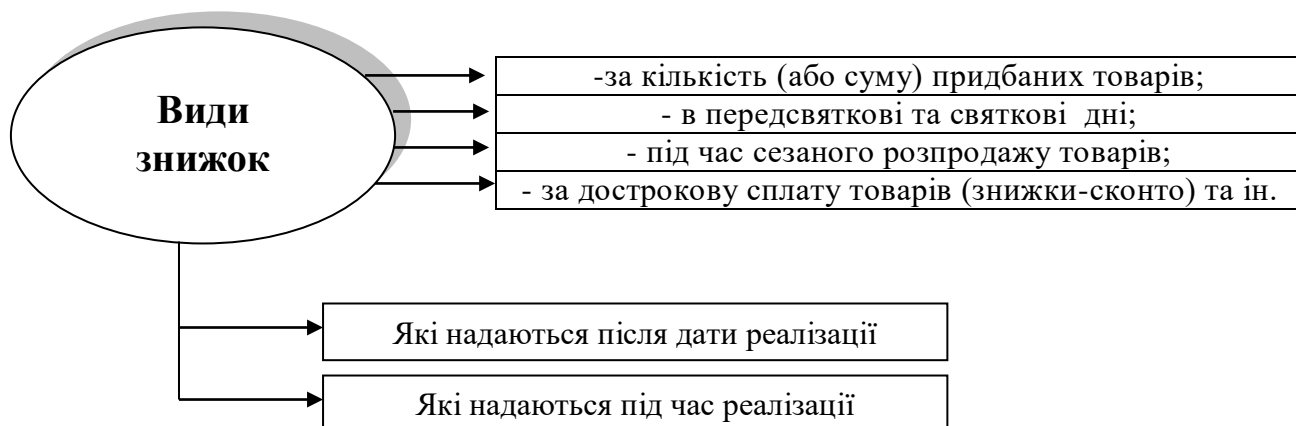 Види
знижок
-за кількість (або суму) придбаних товарів;
- в передсвяткові та святкові дні;
- під час сезаного розпродажу товарів;
- за дострокову сплату товарів (знижки-сконто) та ін.
Які надаються після дати реалізації
Які надаються під час реалізації